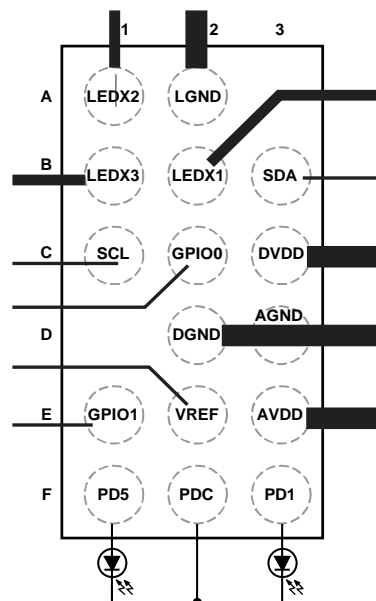 1 2 3
A LEDX2 LGND
B LEDX3 LEDX1 SDA
C SCL GPIO0 DVDD
AGND
D DGND
E GPIO1 VREF AVDD
F PD5 PDC PD1